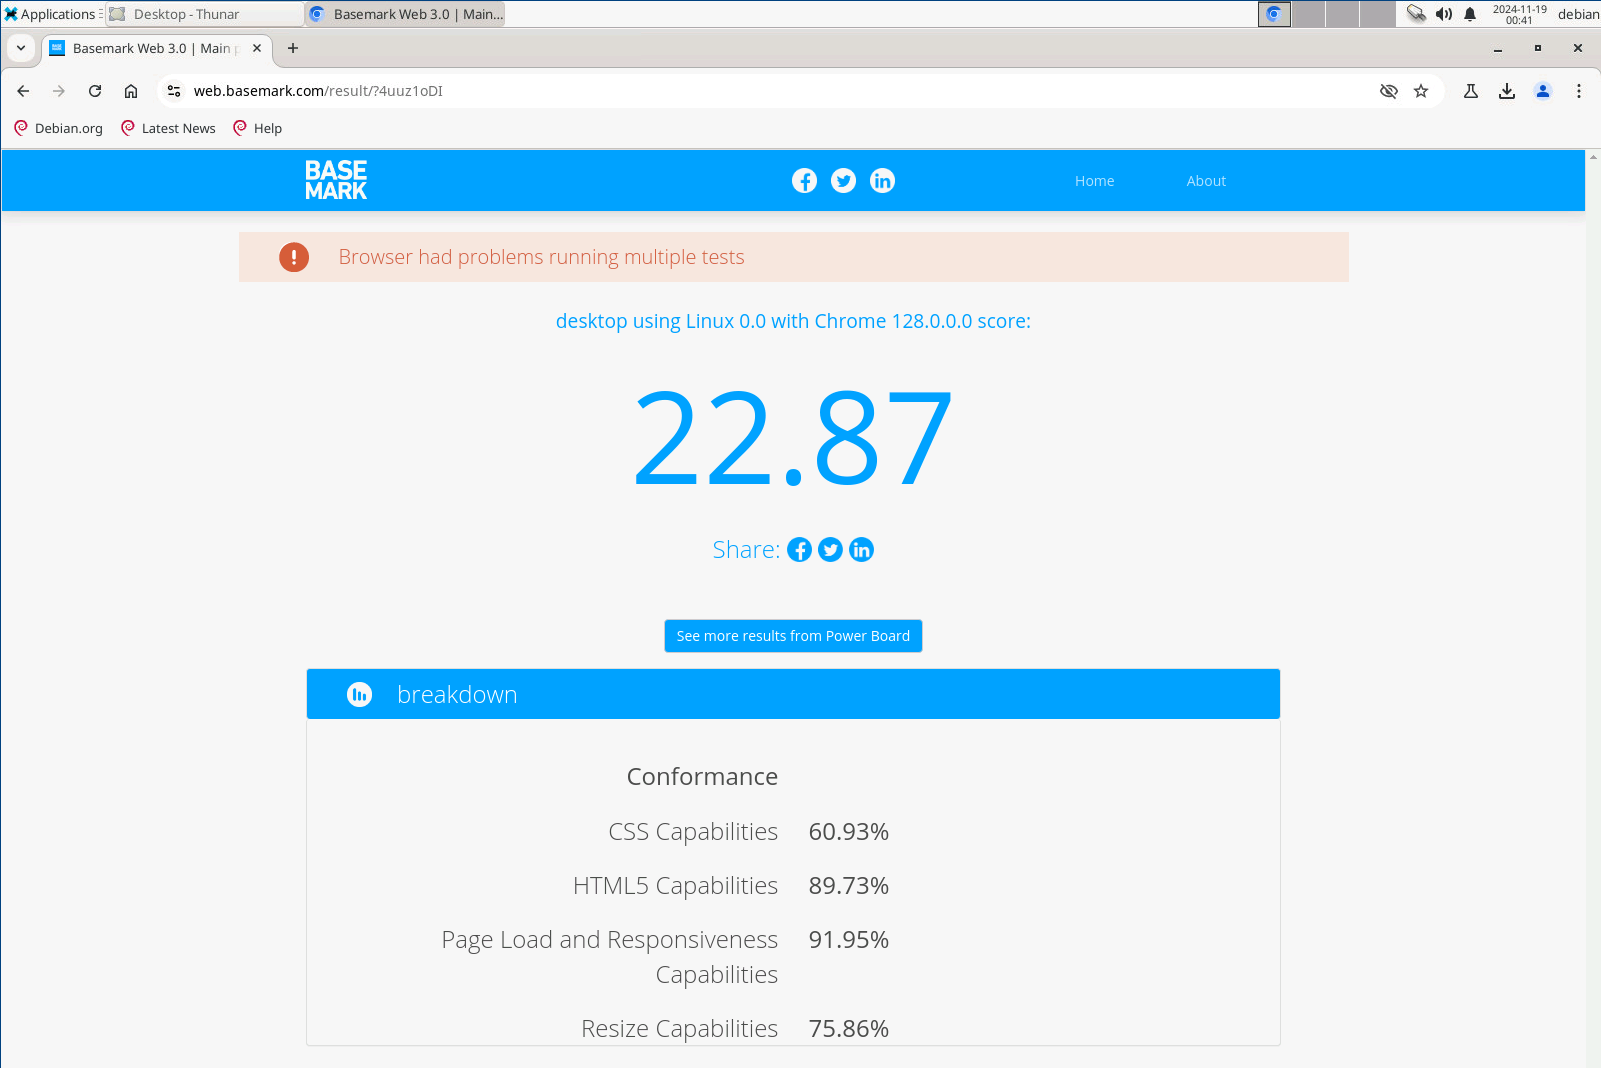 Applications Desktop - Thunar Basemark Web 3.0 | Main... 2024-11-19 00:41 debian
Basemark Web 3.0 | Main p
web.basemark.com/result/?4uuz1oDI
Debian.org Latest News Help
BASE
MARK
Home About
Browser had problems running multiple tests
desktop using Linux 0.0 with Chrome 128.0.0.0 score:
22.87
Share:
See more results from Power Board
breakdown
Conformance
CSS Capabilities 60.93%
HTML5 Capabilities 89.73%
Page Load and Responsiveness 91.95%
Capabilities
Resize Capabilities 75.86%